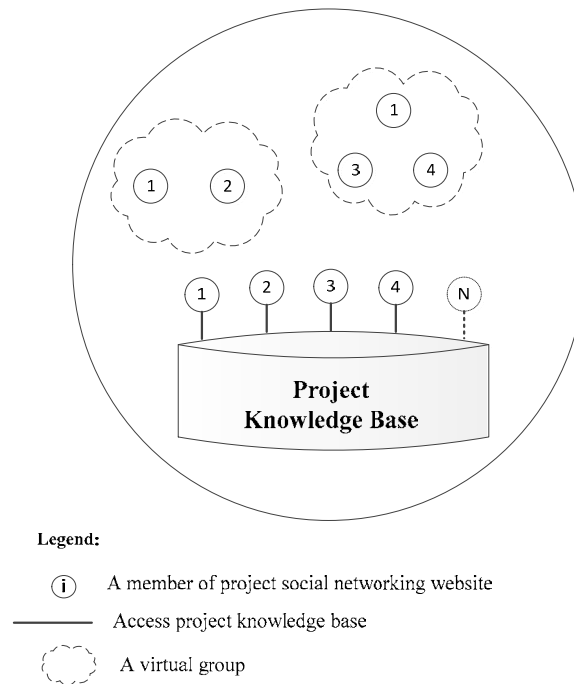 1
1 2
3 4
1 2 3 4 N
Project
Knowledge Base
Legend:
i A member of project social networking website
Access project knowledge base
A virtual group